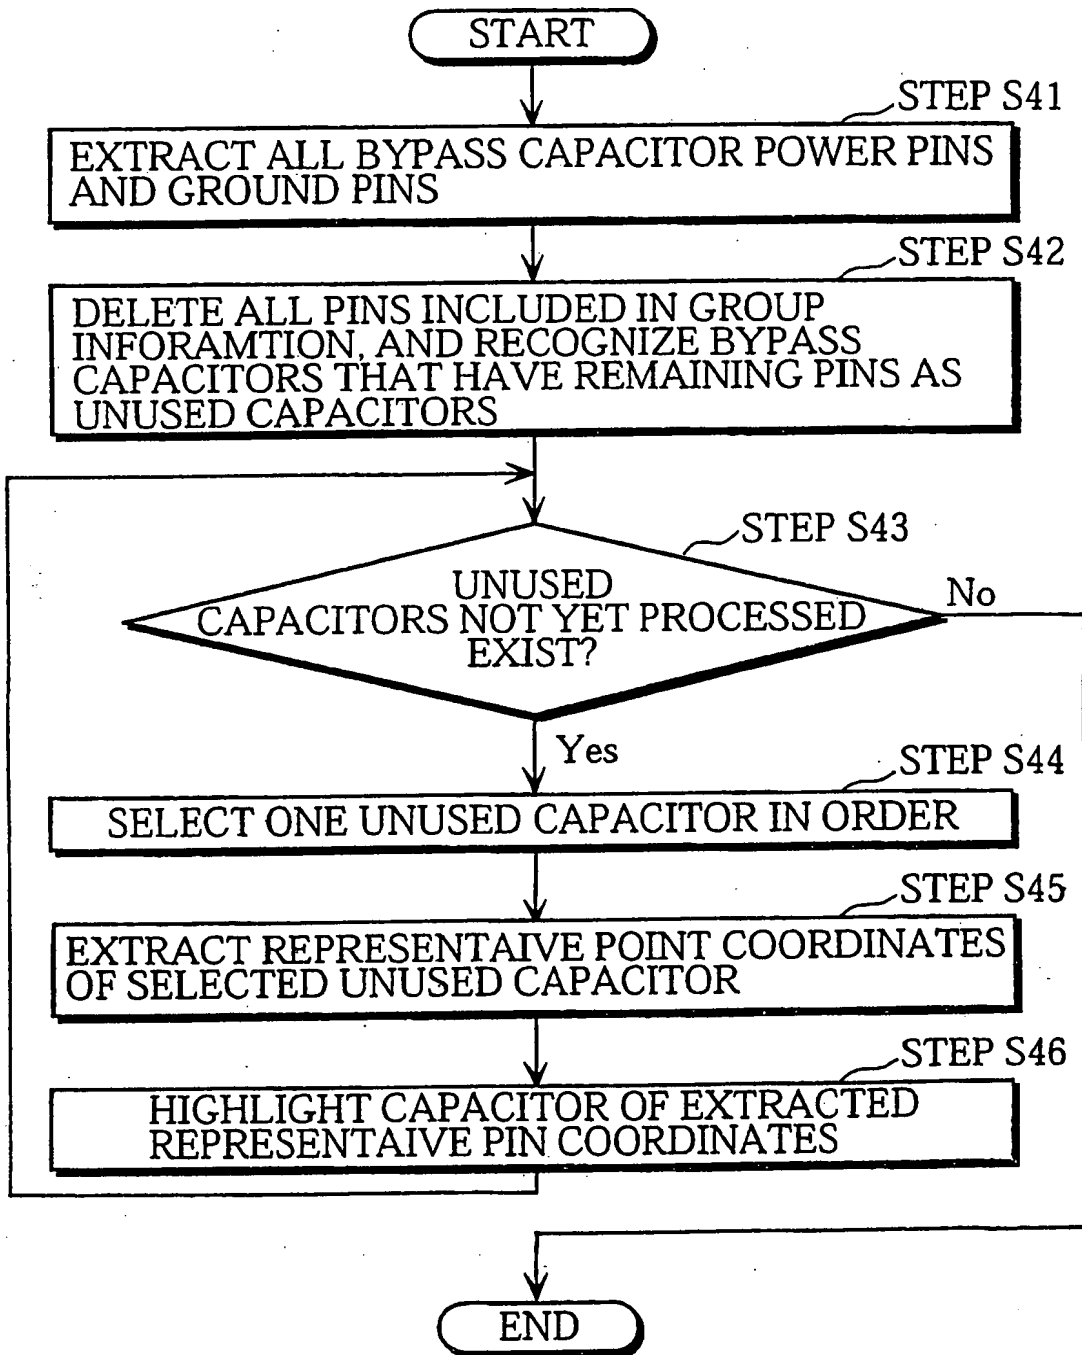 START
STEP S41
EXTRACT ALL BYPASS CAPACITOR POWER PINS
AND GROUND PINS
STEP S42
DELETE ALL PINS INCLUDED IN GROUP
INFORAMTION, AND RECOGNIZE BYPASS
CAPACITORS THAT HAVE REMAINING PINS AS
UNUSED CAPACITORS
STEP S43
UNUSED
CAPACITORS NOT YET PROCESSED
EXIST?
No
Yes
STEP S44
SELECT ONE UNUSED CAPACITOR IN ORDER
STEP S45
EXTRACT REPRESENTAIVE POINT COORDINATES
OF SELECTED UNUSED CAPACITOR
STEP S46
HIGHLIGHT CAPACITOR OF EXTRACTED
REPRESENTAIVE PIN COORDINATES
END